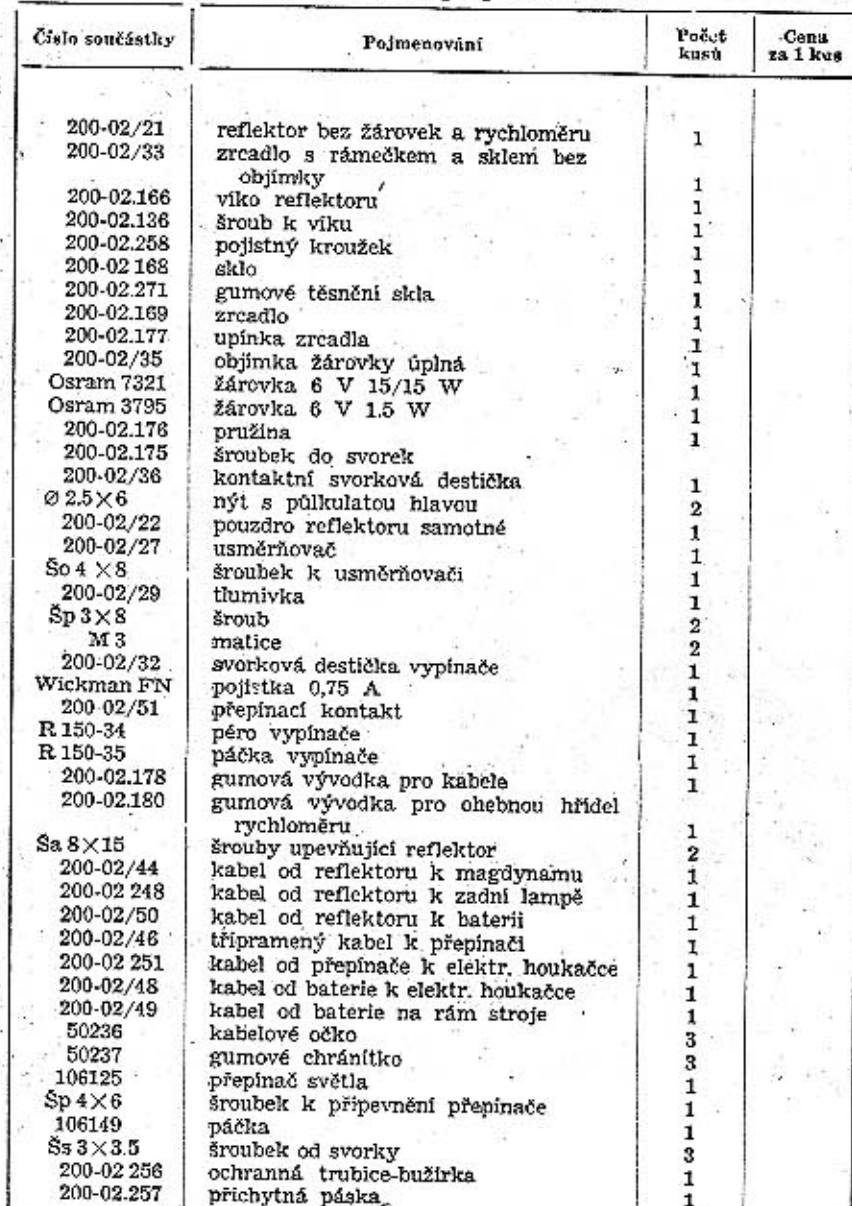 Číslo součástky Pojmenování Počet kusů Cena za 1 kus
200-02/21 reflektor bez žárovek a rychloměru 1
200-02/33 zrcadlo s rámečkem a sklem bez
objímky 1
200-02.166 víko reflektoru 1
200-02.136 šroub k víku 1
200-02.258 pojistný kroužek 1
200-02 168 sklo 1
200-02.271 gumové těsnění skla 1
200-02.169 zrcadlo 1
200-02.177 upínka zrcadla 1
200-02/35 objímka žárovky úplná 1
Osram 7321 žárovka 6 V 15/15 W 1
Osram 3795 žárovka 6 V 1.5 W 1
200-02.176 pružina 1
200-02.175 šroubek do svorek
200-02/36 kontaktní svorková destička 1
Ø 2.5×6 nýt s půlkulatou hlavou 2
200-02/22 pouzdro reflektoru samotné 1
200-02/27 usměrňovač 1
Šo 4 ×8 šroubek k usměrňovači 1
200-02/29 tlumivka 1
Šp 3×8 šroub 2
M 3 matice 2
200-02/32 svorková destička vypínače 1
Wickman FN pojistka 0,75 A 1
200 02/51 přepínací kontakt 1
R 150-34 péro vypínače 1
R 150-35 páčka vypínače 1
200-02.178 gumová vývodka pro kabele 1
200-02.180 gumová vývodka pro ohebnou hřídel
rychloměru 1
Ša 8×15 šrouby upevňující reflektor 2
200-02/44 kabel od reflektoru k magdynamu 1
200-02 248 kabel od reflektoru k zadní lampě 1
200-02/50 kabel od reflektoru k baterii 1
200-02/46 třípramený kabel k přepínači 1
200-02 251 kabel od přepínače k elektr. houkačce 1
200-02/48 kabel od baterie k elektr. houkačce 1
200-02/49 kabel od baterie na rám stroje 1
50236 kabelové očko 3
50237 gumové chránítko 3
106125 přepínač světla 1
Šp 4×6 šroubek k připevnění přepínače 1
106149 páčka 1
Šs 3×3.5 šroubek od svorky 3
200-02 256 ochranná trubice-bužírka 1
200-02.257 příchytná páska 1